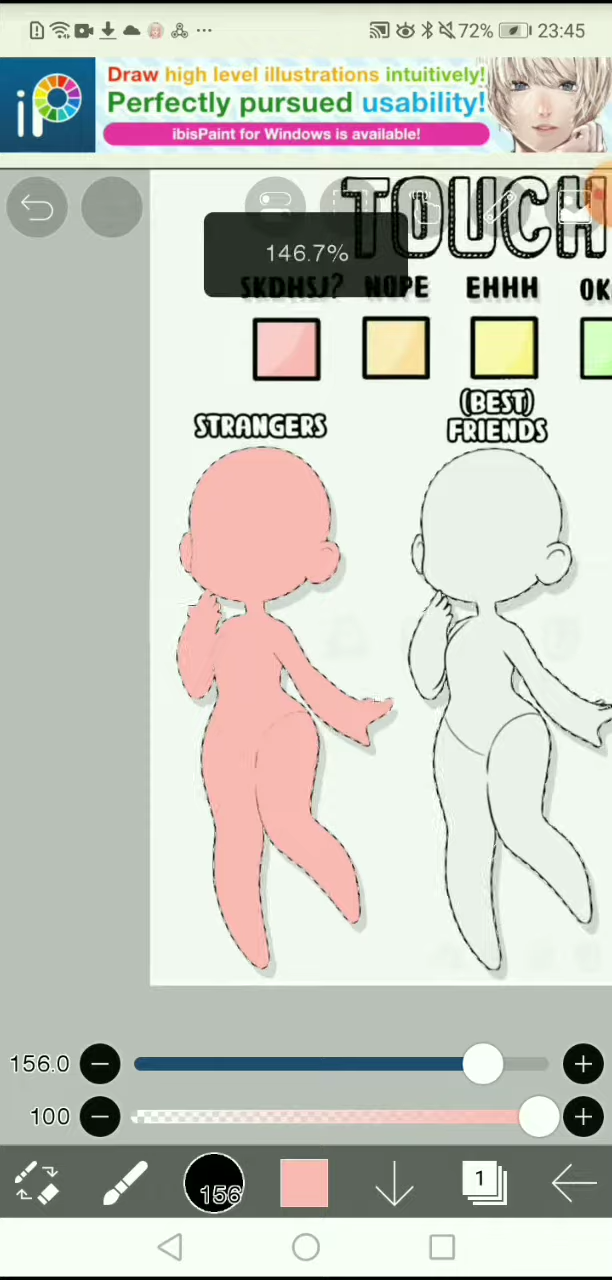 72% 23:45
iP
Draw high level illustrations intuitively!
Perfectly pursued usability!
ibisPaint for Windows is available!
TOUCH
146.7%
SKDHSJ? NOPE EHHH OK
STRANGERS
(BEST)
FRIENDS
156.0
100
156
1